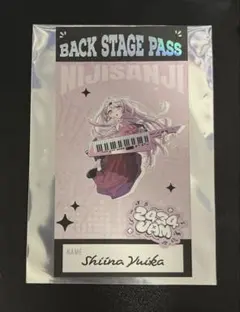 BACK STAGE PASS
NIJISANJI
2434
JAM
NAME
Shiina Yuika